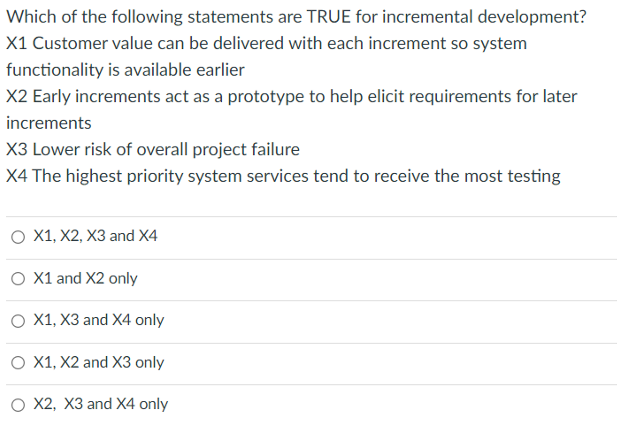 Which of the following statements are TRUE for incremental development?
X1 Customer value can be delivered with each increment so system
functionality is available earlier
X2 Early increments act as a prototype to help elicit requirements for later
increments
X3 Lower risk of overall project failure
X4 The highest priority system services tend to receive the most testing
X1, X2, X3 and X4
X1 and X2 only
X1, X3 and X4 only
X1, X2 and X3 only
X2, X3 and X4 only